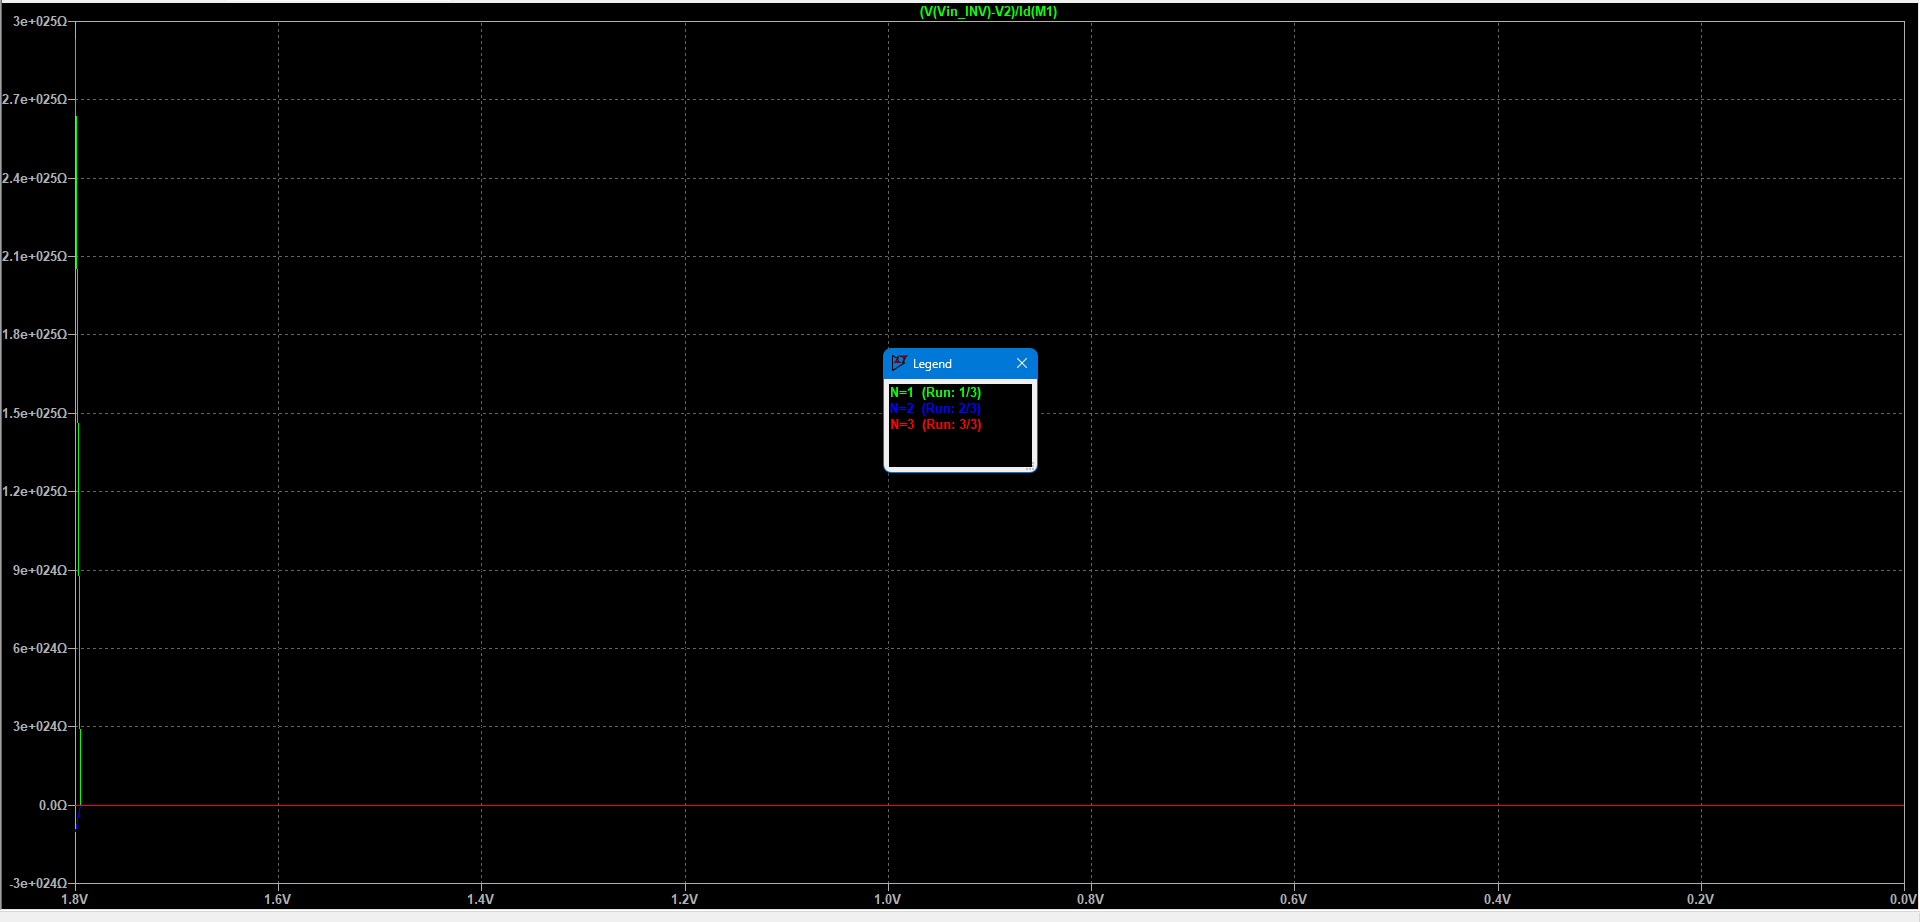 (V(Vin_INV)-V2)/Id(M1)
3e+025Ω
2.7e+025Ω
2.4e+025Ω
2.1e+025Ω
1.8e+025Ω
1.5e+025Ω
1.2e+025Ω
9e+024Ω
6e+024Ω
3e+024Ω
0.0Ω
-3e+024Ω
Legend
N=1 (Run: 1/3)
N=2 (Run: 2/3)
N=3 (Run: 3/3)
1.8V 1.6V 1.4V 1.2V 1.0V 0.8V 0.6V 0.4V 0.2V 0.0V